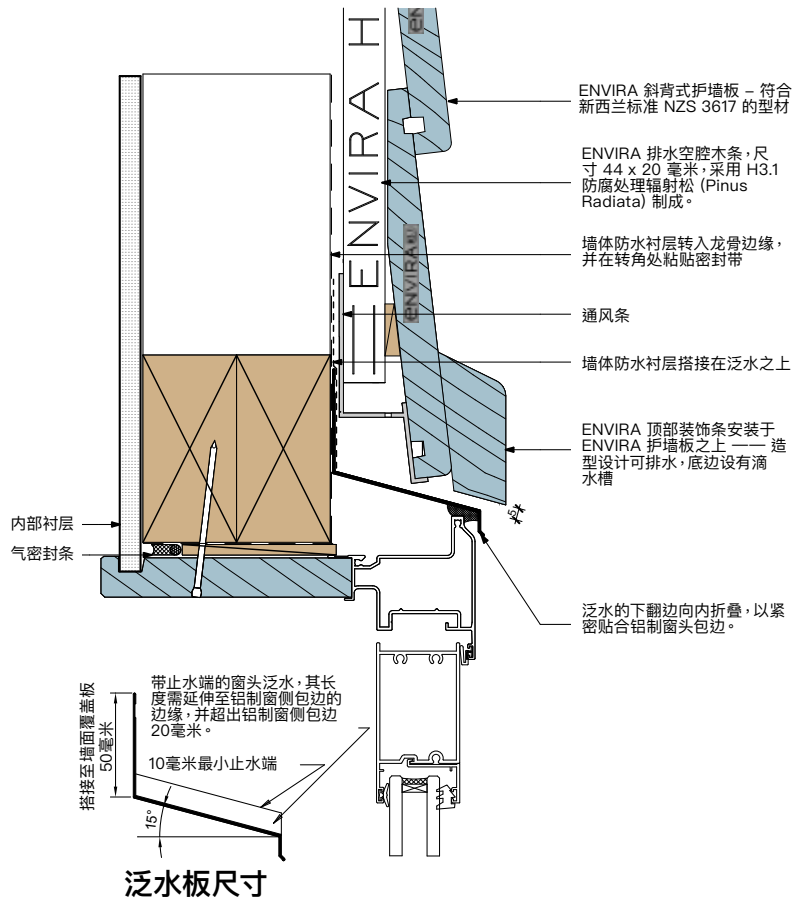 ENVIRA H
ENVIRA
ENVIRA 斜背式护墙板 – 符合
新西兰标准 NZS 3617 的型材
ENVIRA 排水空腔木条，尺
寸 44 x 20 毫米，采用 H3.1
防腐处理辐射松 (Pinus
Radiata) 制成。
墙体防水衬层转入龙骨边缘，
并在转角处粘贴密封带
通风条
墙体防水衬层搭接在泛水之上
ENVIRA 顶部装饰条安装于
ENVIRA 护墙板之上 —— 造
型设计可排水，底边设有滴
水槽
5
内部衬层
气密封条
泛水的下翻边向内折叠，以紧
密贴合铝制窗头包边。
带止水端的窗头泛水，其长
度需延伸至铝制窗侧包边的
边缘，并超出铝制窗侧包边
20毫米。
10毫米最小止水端
搭接至墙面覆盖板
50毫米
15°
泛水板尺寸